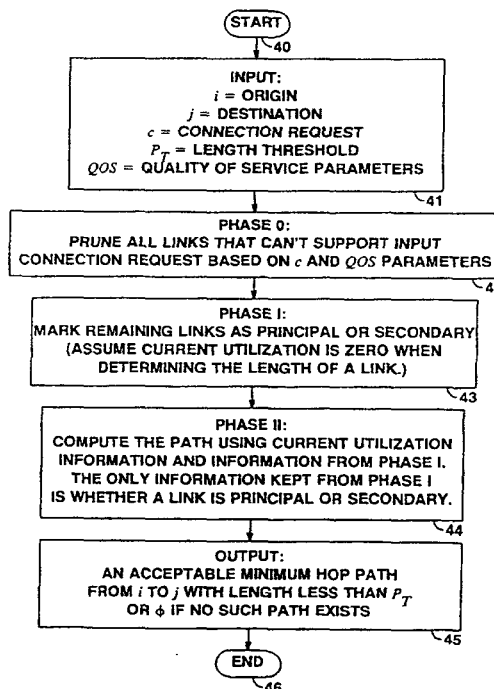 START
40
INPUT:
i = ORIGIN
j = DESTINATION
c = CONNECTION REQUEST
P_T = LENGTH THRESHOLD
QOS = QUALITY OF SERVICE PARAMETERS
41
PHASE 0:
PRUNE ALL LINKS THAT CAN'T SUPPORT INPUT
CONNECTION REQUEST BASED ON c AND QOS PARAMETERS
PHASE I:
MARK REMAINING LINKS AS PRINCIPAL OR SECONDARY
(ASSUME CURRENT UTILIZATION IS ZERO WHEN
DETERMINING THE LENGTH OF A LINK.)
43
PHASE II:
COMPUTE THE PATH USING CURRENT UTILIZATION
INFORMATION AND INFORMATION FROM PHASE I.
THE ONLY INFORMATION KEPT FROM PHASE I
IS WHETHER A LINK IS PRINCIPAL OR SECONDARY.
44
OUTPUT:
AN ACCEPTABLE MINIMUM HOP PATH
FROM i TO j WITH LENGTH LESS THAN P_T
OR ϕ IF NO SUCH PATH EXISTS
45
END
46